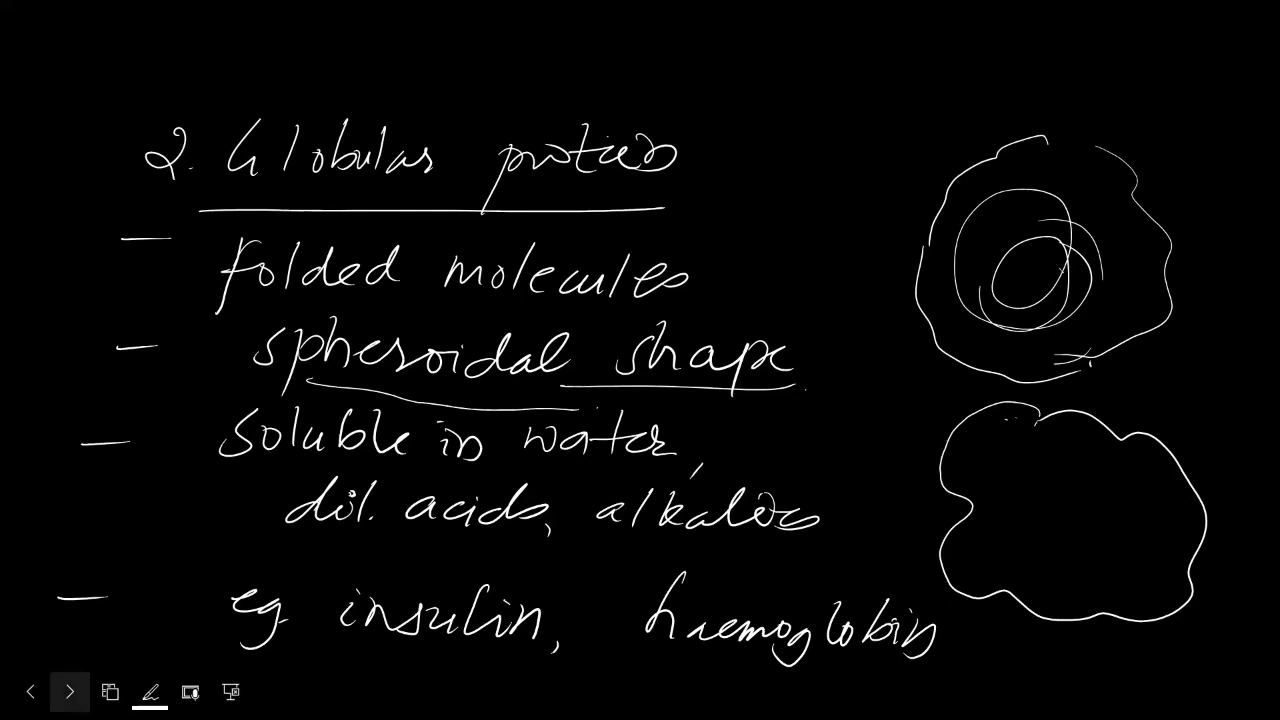 2. Globular proteins
- folded molecules
- spheroidal shape
- soluble in water,
dil. acids, alkalies
- eg insulin, haemoglobin